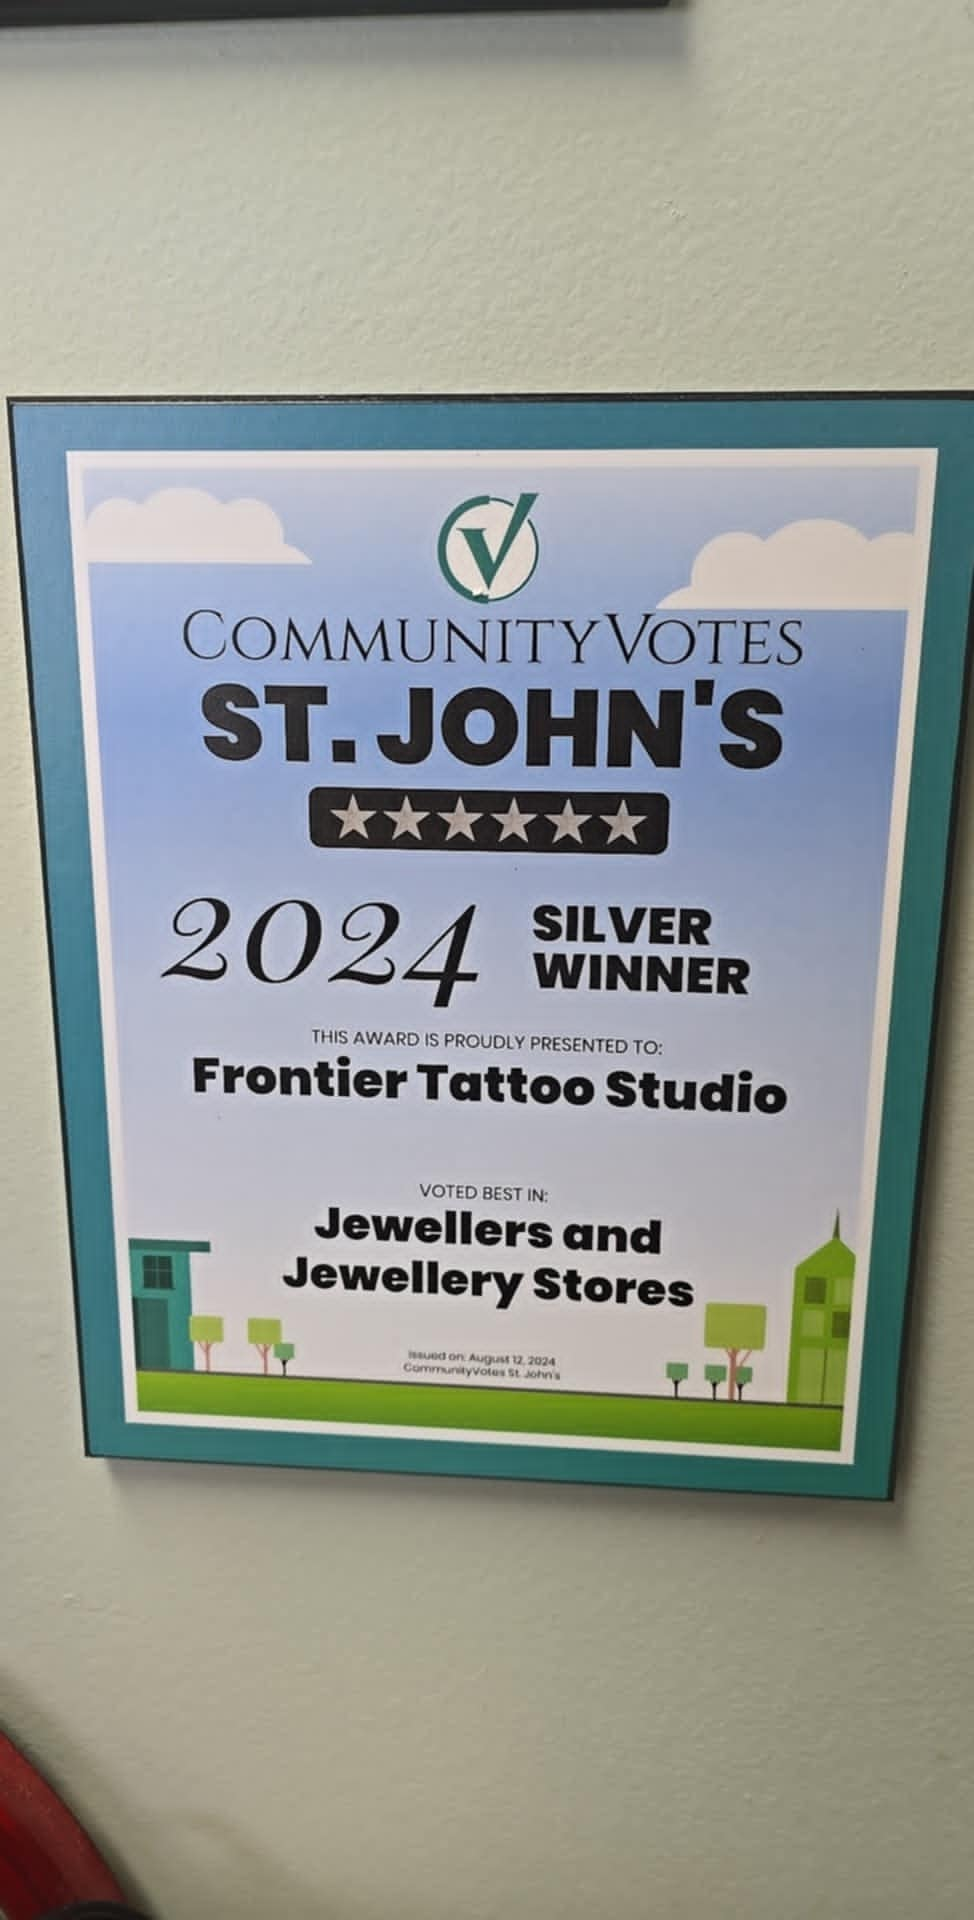 COMMUNITYVOTES
ST. JOHN'S
2024
SILVER
WINNER
THIS AWARD IS PROUDLY PRESENTED TO:
Frontier Tattoo Studio
VOTED BEST IN:
Jewellers and
Jewellery Stores
Issued on: August 12, 2024
CommunityVotes St. John's